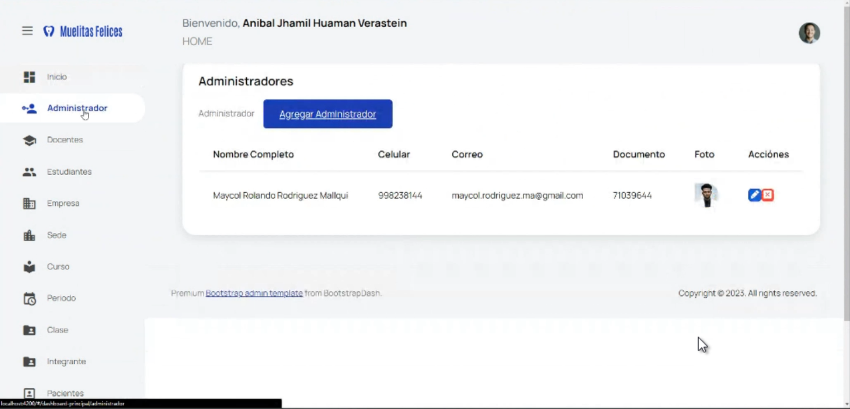 Muelitas Felices
Bienvenido, Anibal Jhamil Huaman Verastein
HOME
Inicio
Administrador
Docentes
Estudiantes
Empresa
Sede
Curso
Periodo
Clase
Integrante
Pacientes
Administradores
Administrador Agregar Administrador
Nombre Completo Celular Correo Documento Foto Acciónes
Maycol Rolando Rodriguez Mallqui 998238144 maycol.rodriguez.ma@gmail.com 71039644
Premium Bootstrap admin template from BootstrapDash. Copyright © 2023. All rights reserved.
localhost:4200/#/dashboard-principal/administrador